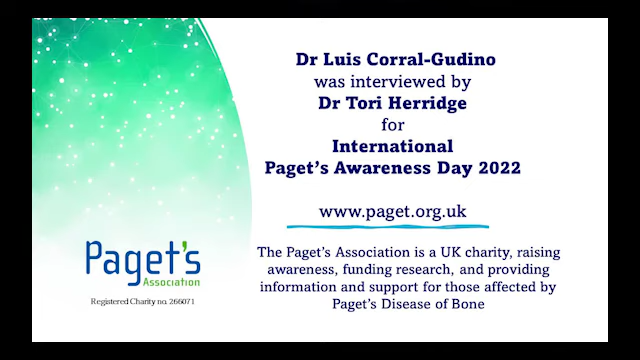 Dr Luis Corral-Gudino
was interviewed by
Dr Tori Herridge
for
International
Paget's Awareness Day 2022
www.paget.org.uk
The Paget's Association is a UK charity, raising
awareness, funding research, and providing
information and support for those affected by
Paget's Disease of Bone
Paget's
Association
Registered Charity no. 266071